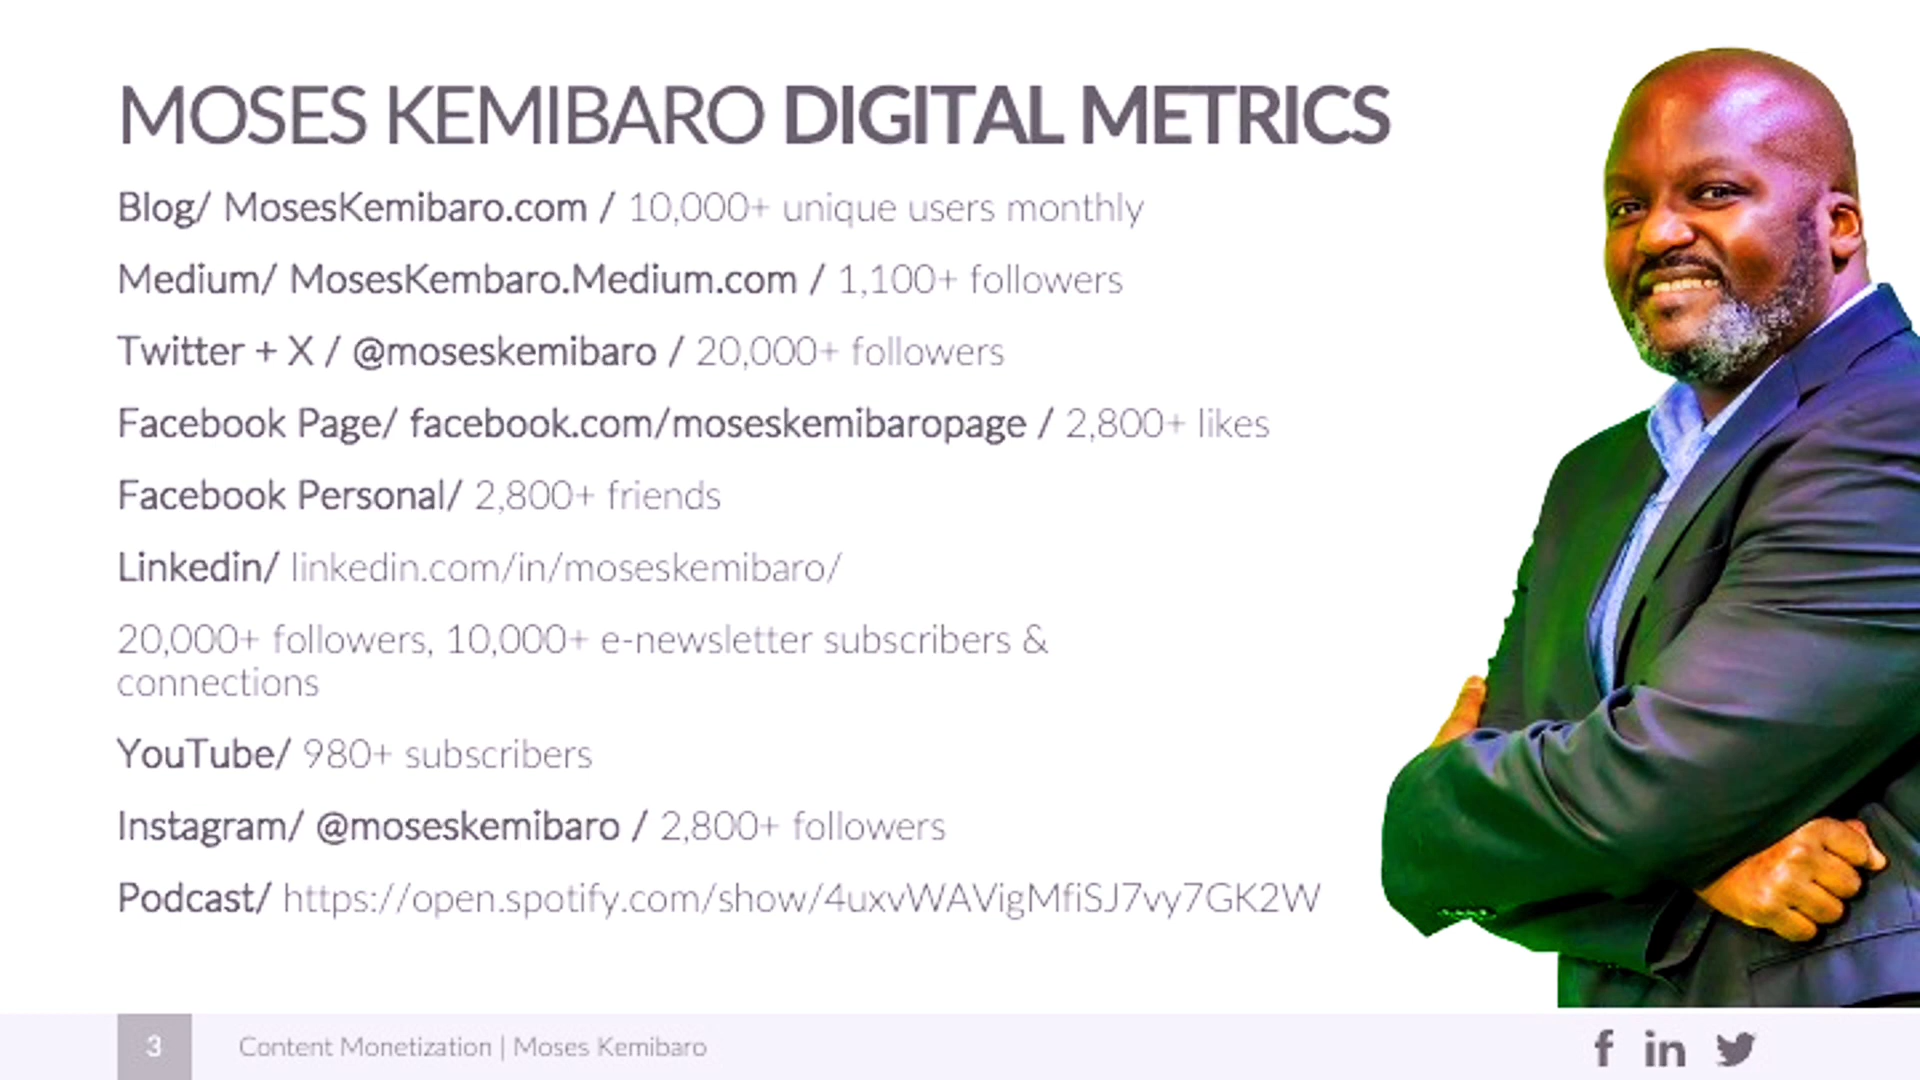 MOSES KEMIBARO DIGITAL METRICS
Blog/ MosesKemibaro.com / 10,000+ unique users monthly
Medium/ MosesKembaro.Medium.com / 1,100+ followers
Twitter + X / @moseskemibaro / 20,000+ followers
Facebook Page/ facebook.com/moseskemibaropage / 2,800+ likes
Facebook Personal/ 2,800+ friends
Linkedin/ linkedin.com/in/moseskemibaro/
20,000+ followers, 10,000+ e-newsletter subscribers &
connections
YouTube/ 980+ subscribers
Instagram/ @moseskemibaro / 2,800+ followers
Podcast/ https://open.spotify.com/show/4uxvWAVigMfiSJ7vy7GK2W
3 Content Monetization | Moses Kemibaro